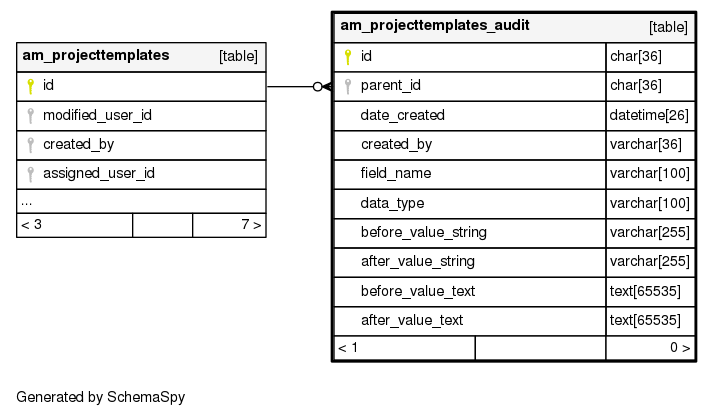 am_projecttemplates [table]
id
modified_user_id
created_by
assigned_user_id
...
< 3 7 >
am_projecttemplates_audit [table]
id char[36]
parent_id char[36]
date_created datetime[26]
created_by varchar[36]
field_name varchar[100]
data_type varchar[100]
before_value_string varchar[255]
after_value_string varchar[255]
before_value_text text[65535]
after_value_text text[65535]
< 1 0 >
Generated by SchemaSpy